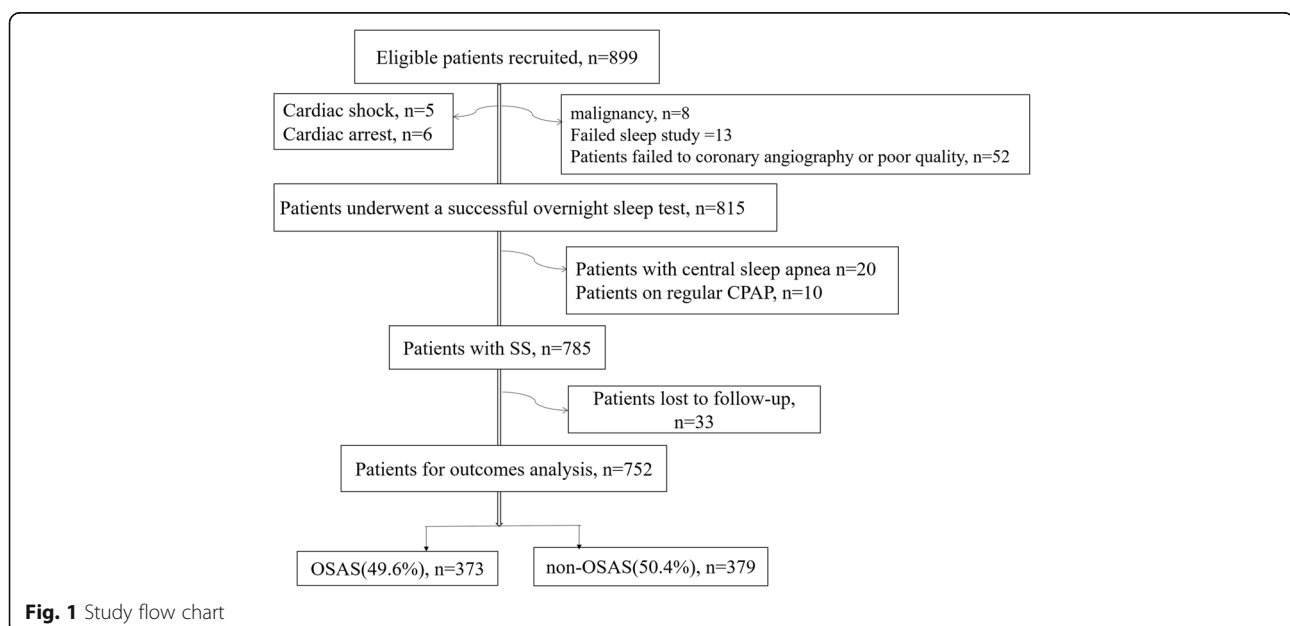 Eligible patients recruited, n=899
Cardiac shock, n=5
Cardiac arrest, n=6
malignancy, n=8
Failed sleep study =13
Patients failed to coronary angiography or poor quality, n=52
Patients underwent a successful overnight sleep test, n=815
Patients with central sleep apnea n=20
Patients on regular CPAP, n=10
Patients with SS, n=785
Patients lost to follow-up,
n=33
Patients for outcomes analysis, n=752
OSAS(49.6%), n=373
non-OSAS(50.4%), n=379
Fig. 1 Study flow chart